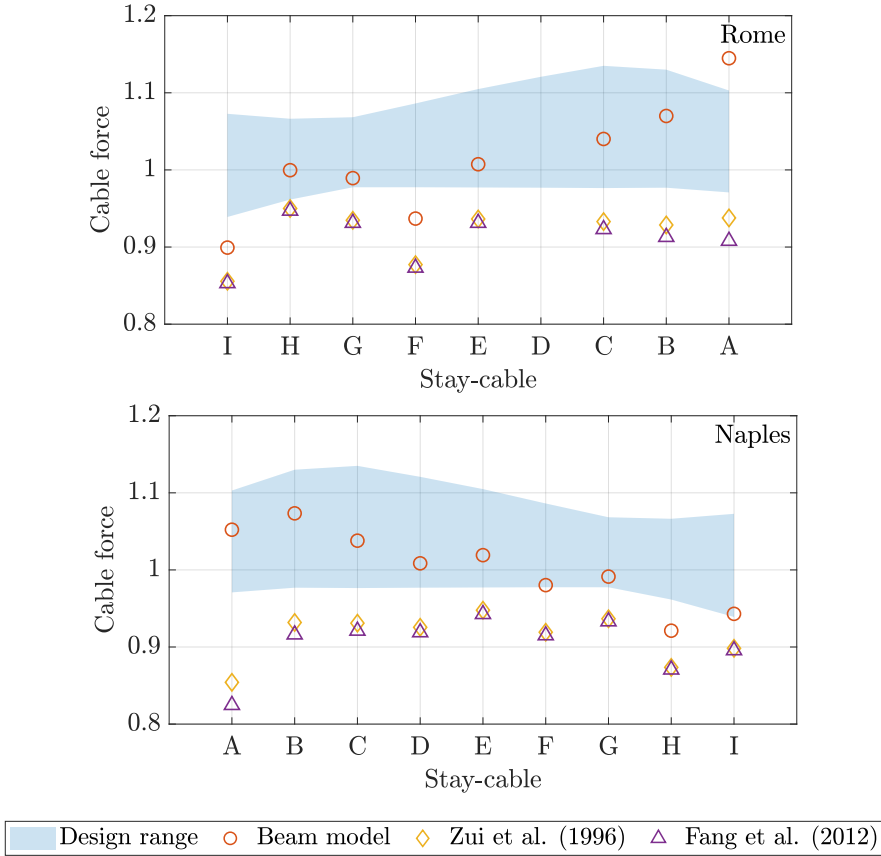 1.2
Rome
1.1
1
0.9
0.8
Cable force
I H G F E D C B A
Stay-cable
1.2
Naples
1.1
1
0.9
0.8
Cable force
A B C D E F G H I
Stay-cable
Design range Beam model Zui et al. (1996) Fang et al. (2012)